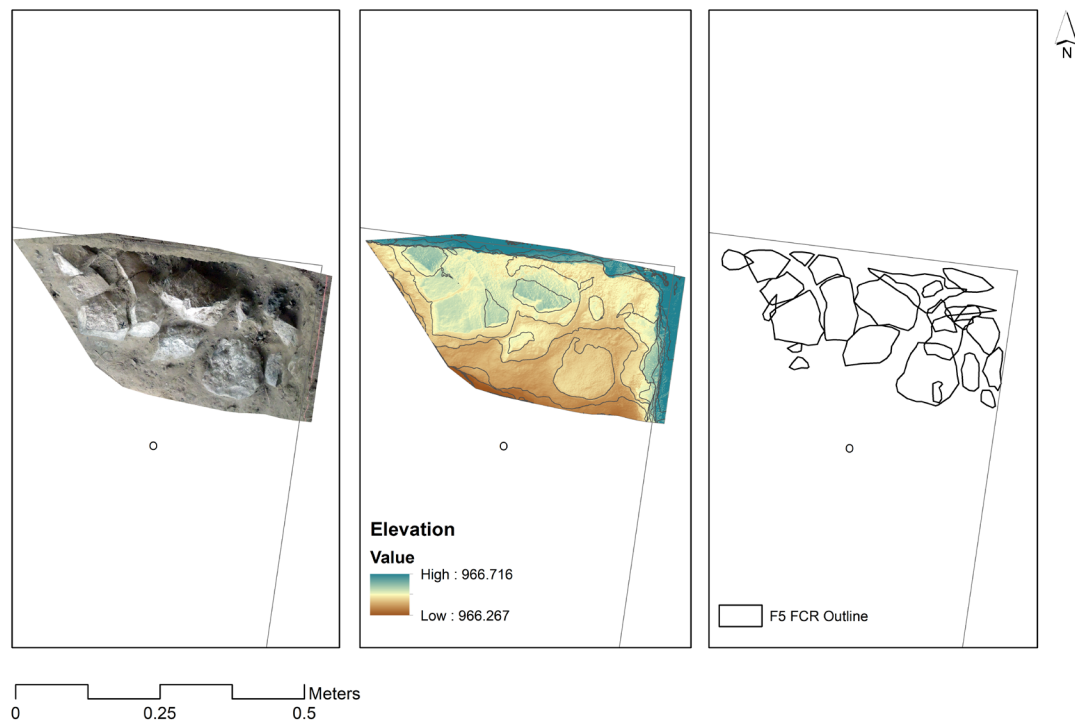 N
Elevation
Value
High : 966.716
Low : 966.267
F5 FCR Outline
Meters
0
0.25
0.5